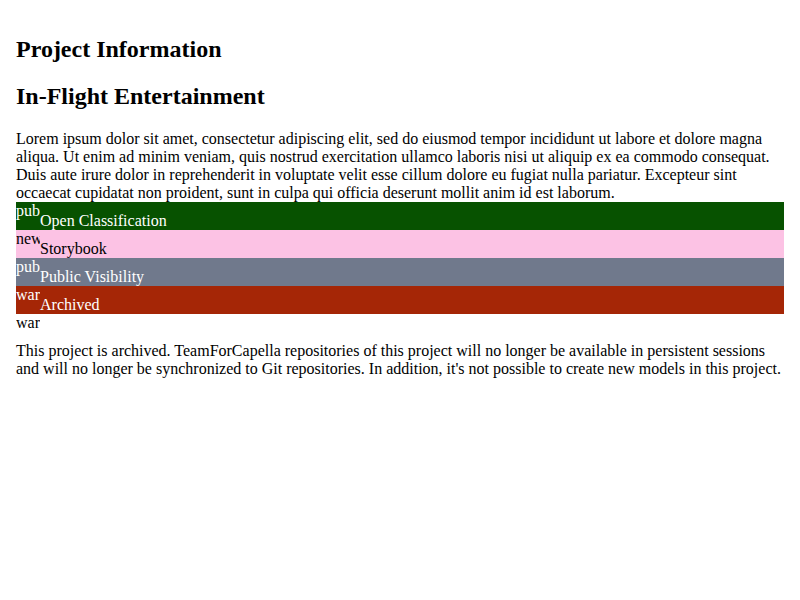 Project Information
In-Flight Entertainment
Lorem ipsum dolor sit amet, consectetur adipiscing elit, sed do eiusmod tempor incididunt ut labore et dolore magna
aliqua. Ut enim ad minim veniam, quis nostrud exercitation ullamco laboris nisi ut aliquip ex ea commodo consequat.
Duis aute irure dolor in reprehenderit in voluptate velit esse cillum dolore eu fugiat nulla pariatur. Excepteur sint
occaecat cupidatat non proident, sunt in culpa qui officia deserunt mollit anim id est laborum.
pub Open Classification
new Storybook
pub Public Visibility
war Archived
war
This project is archived. TeamForCapella repositories of this project will no longer be available in persistent sessions
and will no longer be synchronized to Git repositories. In addition, it's not possible to create new models in this project.